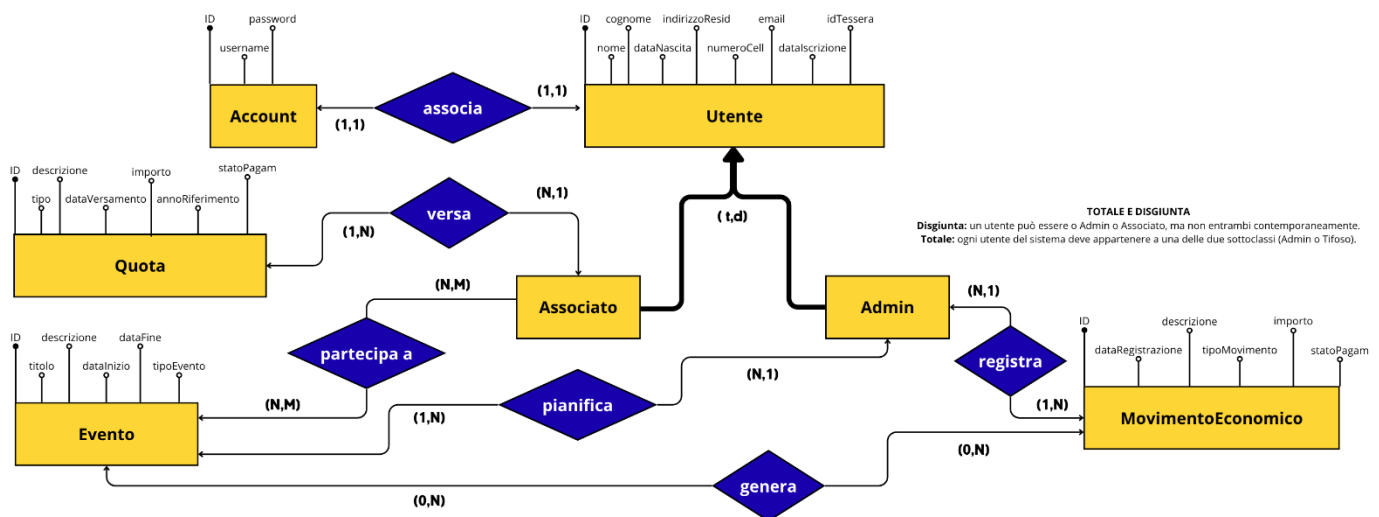 ID
password
username
Account
(1,1)
associa
(1,1)
ID
cognome
indirizzoResid
email
idTessera
nome
dataNascita
numeroCell
dataIscrizione
Utente
ID
descrizione
importo
statoPagam
tipo
dataVersamento
annoRiferimento
Quota
(1,N)
versa
(N,1)
( t,d)
TOTALE E DISGIUNTA
Disgiunta: un utente può essere o Admin o Associato, ma non entrambi contemporaneamente.
Totale: ogni utente del sistema deve appartenere a una delle due sottoclassi (Admin o Tifoso).
Associato
Admin
(N,M)
partecipa a
(N,M)
(N,1)
registra
(1,N)
ID
descrizione
importo
dataRegistrazione
tipoMovimento
statoPagam
MovimentoEconomico
ID
descrizione
dataFine
titolo
dataInizio
tipoEvento
Evento
(1,N)
pianifica
(N,1)
(0,N)
genera
(0,N)